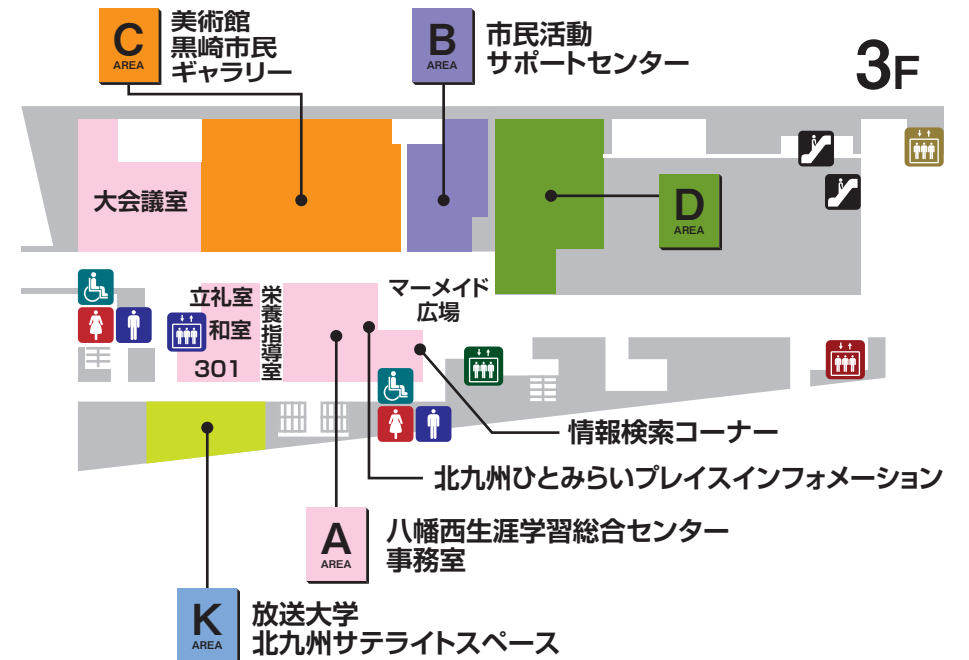 C
AREA
美術館
黒崎市民
ギャラリー
B
AREA
市民活動
サポートセンター
3F
大会議室
D
AREA
立礼室
和室
301
栄養指導室
マーメイド
広場
情報検索コーナー
北九州ひとみらいプレイスインフォメーション
A
AREA
八幡西生涯学習総合センター
事務室
K
AREA
放送大学
北九州サテライトスペース